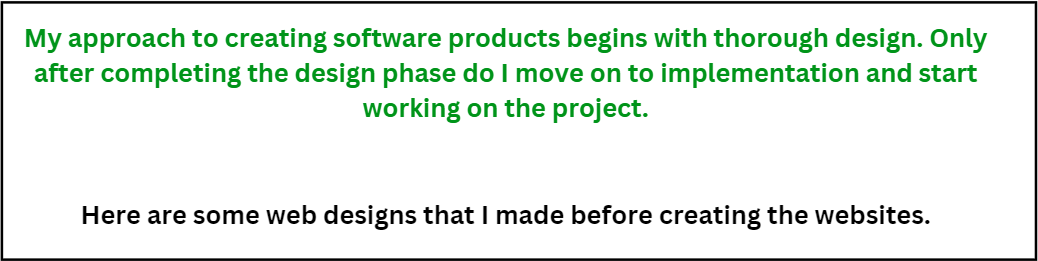 My approach to creating software products begins with thorough design. Only
after completing the design phase do I move on to implementation and start
working on the project.
Here are some web designs that I made before creating the websites.